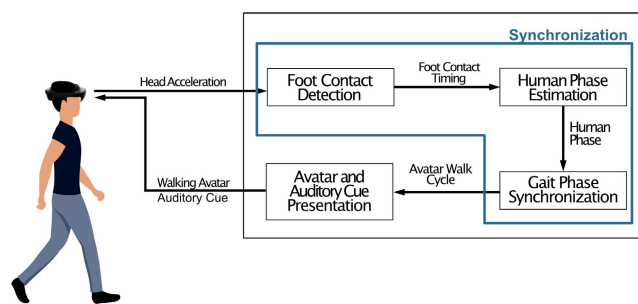 Synchronization
Head Acceleration
Foot Contact
Detection
Foot Contact
Timing
Human Phase
Estimation
Human
Phase
Gait Phase
Synchronization
Avatar Walk
Cycle
Avatar and
Auditory Cue
Presentation
Walking Avatar
Auditory Cue